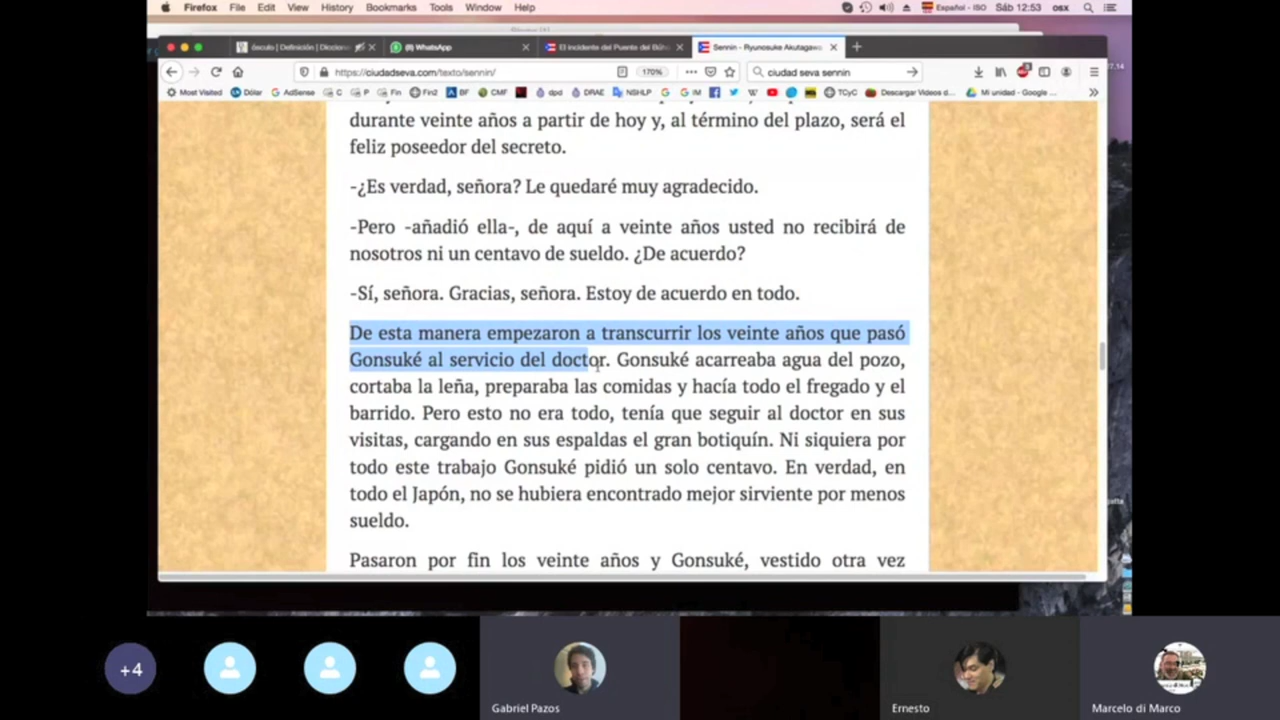 Firefox File Edit View History Bookmarks Tools Window Help Español - ISO Sáb 12:53 osx
óculo | Definición | Dicciona (8) WhatsApp El incidente del Puente del Búho Sennin - Ryunosuke Akutagawa
https://ciudadseva.com/texto/sennin/ 170% ciudad seva sennin
Most Visited Dólar AdSense C P Fin Fin2 BF CMF P dpd DRAE NSHLP G IM TCyC Descargar Videos d... Mi unidad - Google ...
durante veinte años a partir de hoy y, al término del plazo, será el
feliz poseedor del secreto.
-¿Es verdad, señora? Le quedaré muy agradecido.
-Pero -añadió ella-, de aquí a veinte años usted no recibirá de
nosotros ni un centavo de sueldo. ¿De acuerdo?
-Sí, señora. Gracias, señora. Estoy de acuerdo en todo.
De esta manera empezaron a transcurrir los veinte años que pasó
Gonsuké al servicio del doctor. Gonsuké acarreaba agua del pozo,
cortaba la leña, preparaba las comidas y hacía todo el fregado y el
barrido. Pero esto no era todo, tenía que seguir al doctor en sus
visitas, cargando en sus espaldas el gran botiquín. Ni siquiera por
todo este trabajo Gonsuké pidió un solo centavo. En verdad, en
todo el Japón, no se hubiera encontrado mejor sirviente por menos
sueldo.
Pasaron por fin los veinte años y Gonsuké, vestido otra vez
+4
Gabriel Pazos
Ernesto
Marcelo di Marco